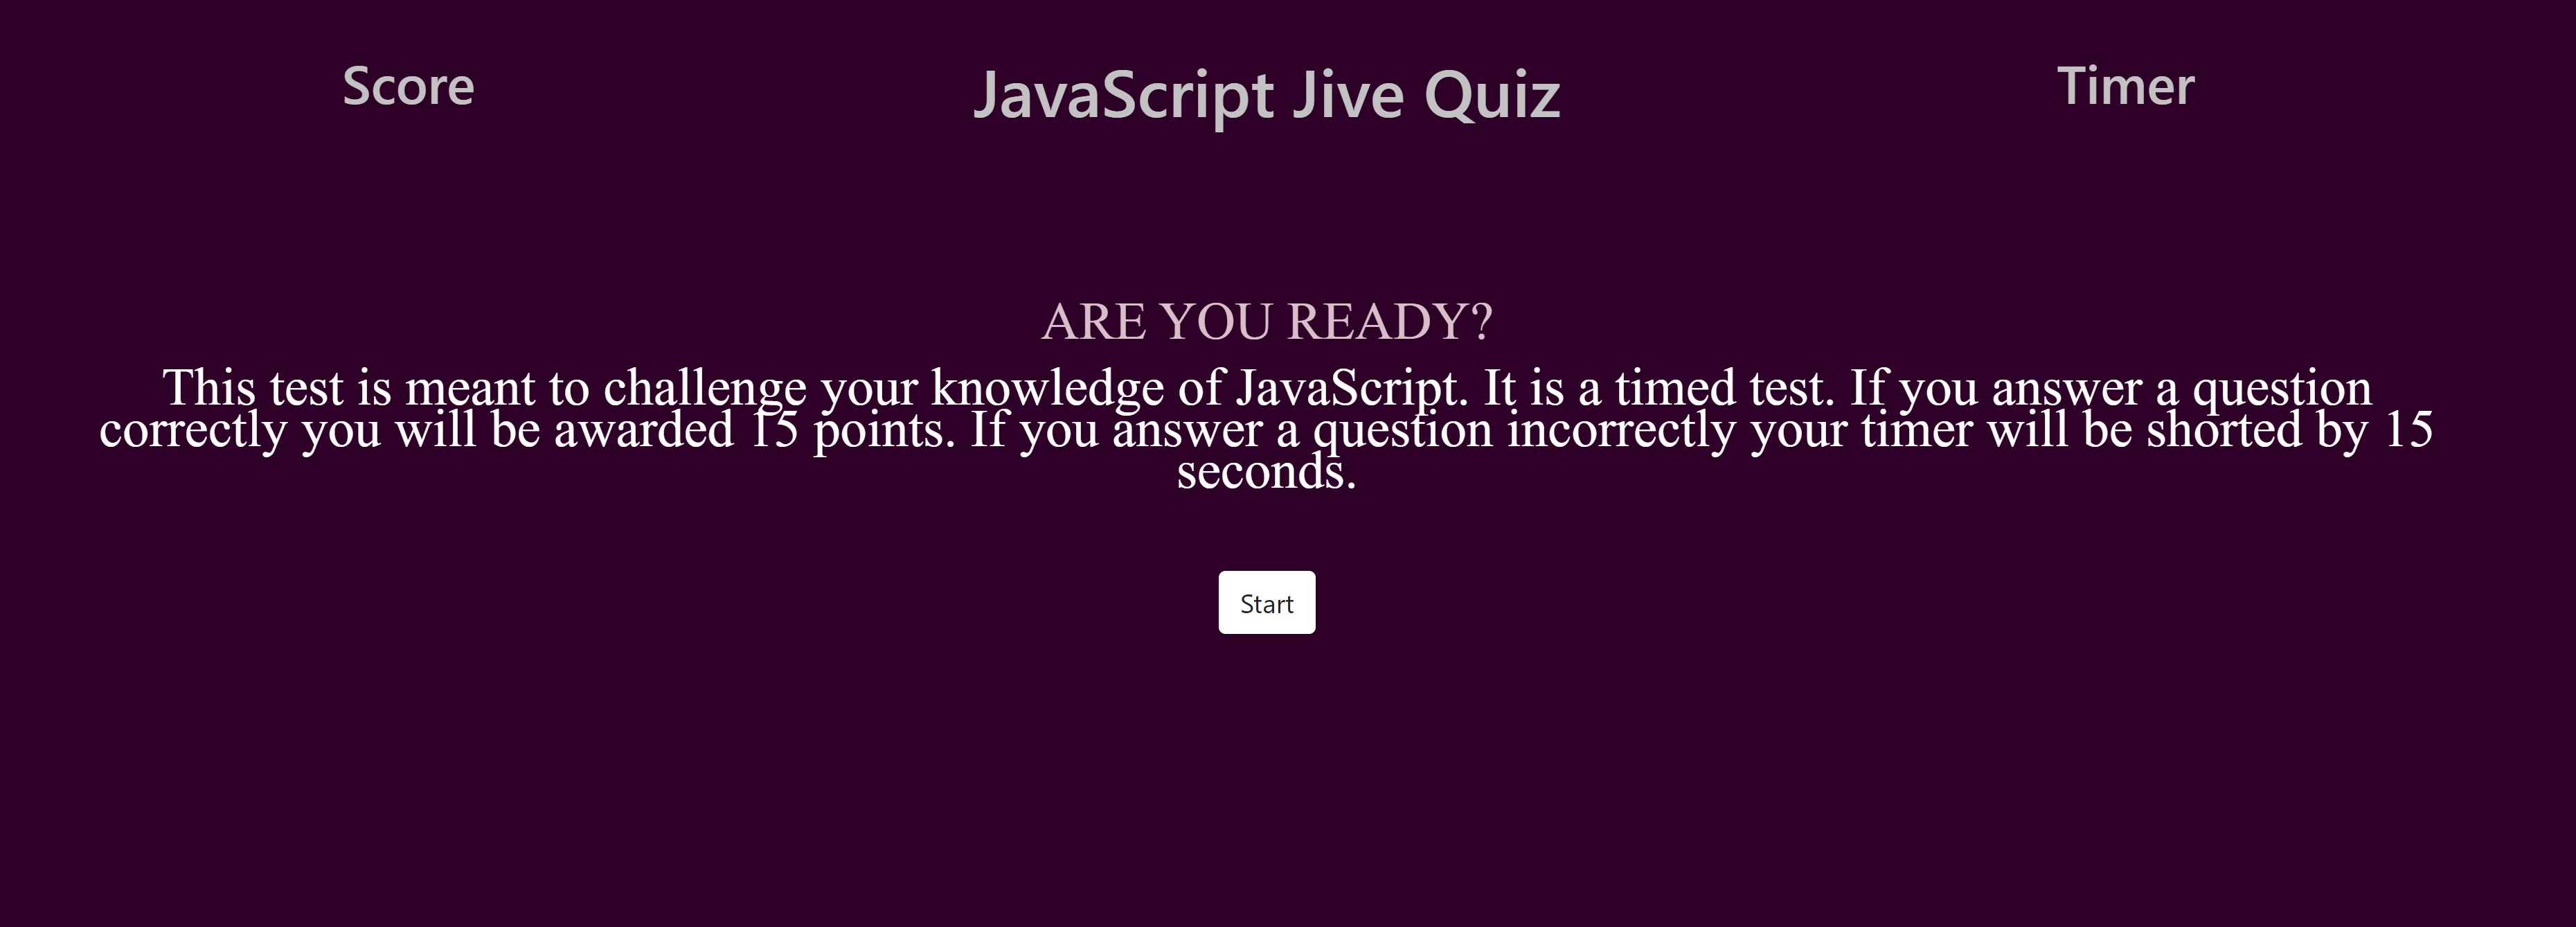 Score
JavaScript Jive Quiz
Timer
ARE YOU READY?
This test is meant to challenge your knowledge of JavaScript. It is a timed test. If you answer a question
correctly you will be awarded 15 points. If you answer a question incorrectly your timer will be shorted by 15
seconds.
Start